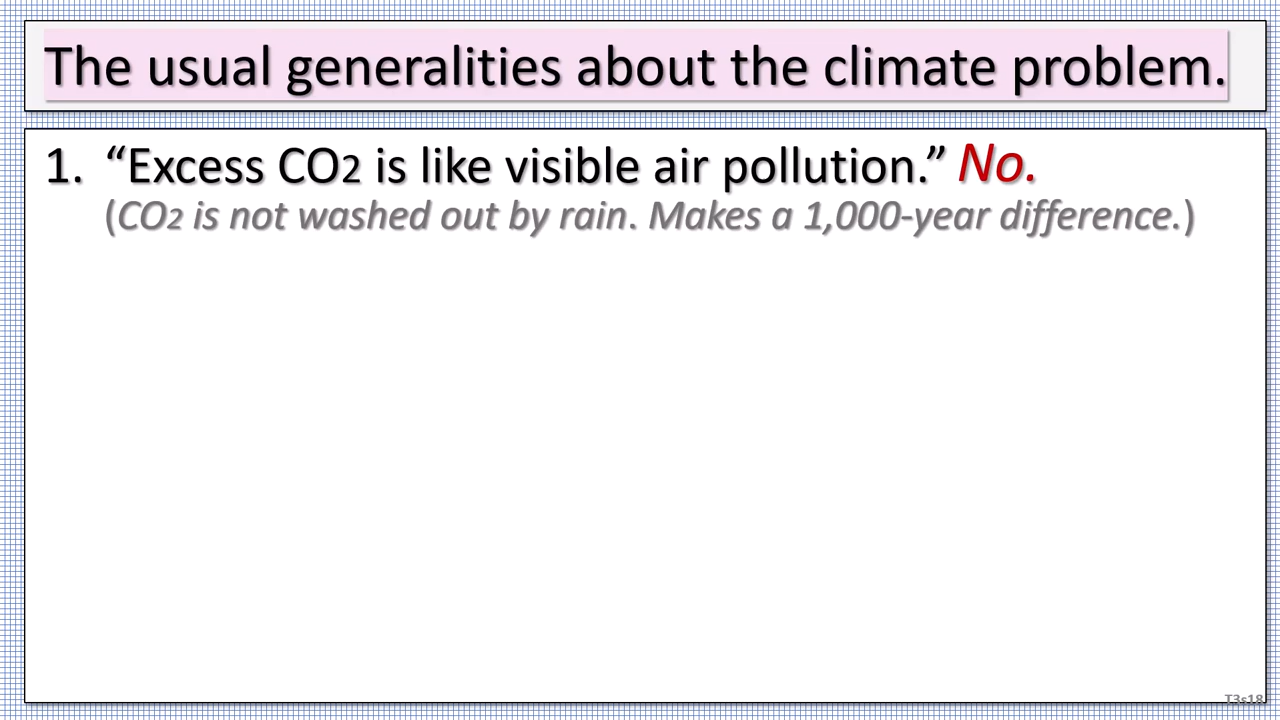 The usual generalities about the climate problem.
1. “Excess CO2 is like visible air pollution.” No.
(CO2 is not washed out by rain. Makes a 1,000-year difference.)
T3s18